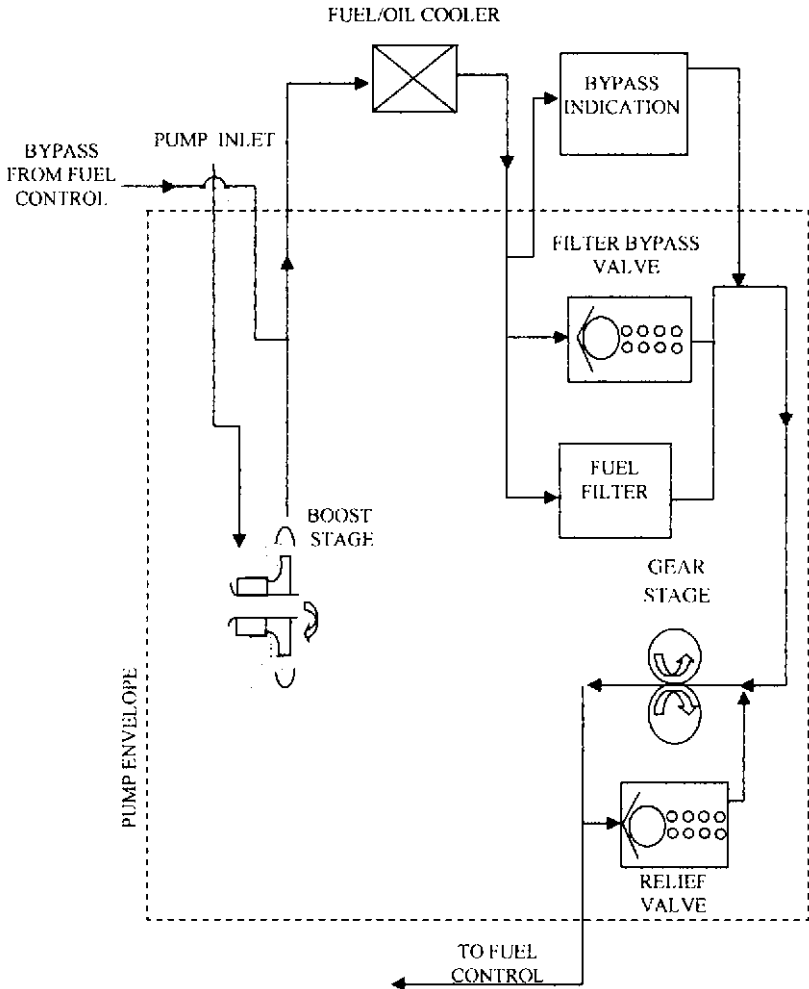 FUEL/OIL COOLER
BYPASS
INDICATION
PUMP INLET
BYPASS
FROM FUEL
CONTROL
FILTER BYPASS
VALVE
FUEL
FILTER
BOOST
STAGE
GEAR
STAGE
PUMP ENVELOPE
RELIEF
VALVE
TO FUEL
CONTROL